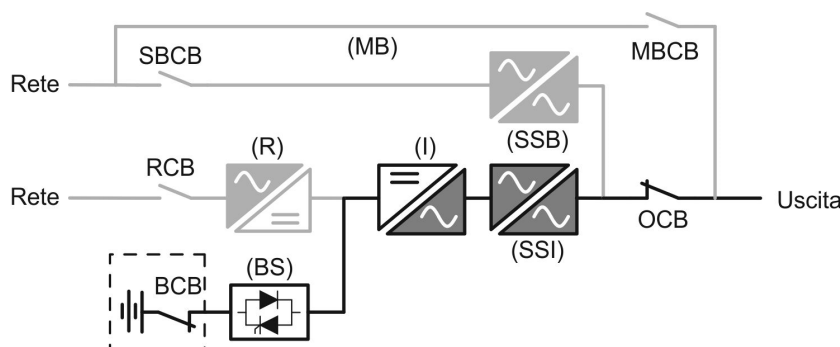 (MB)
MBCB
SBCB
Rete
(SSB)
(R)
(I)
RCB
Rete
Uscita
OCB
(SSI)
(BS)
BCB